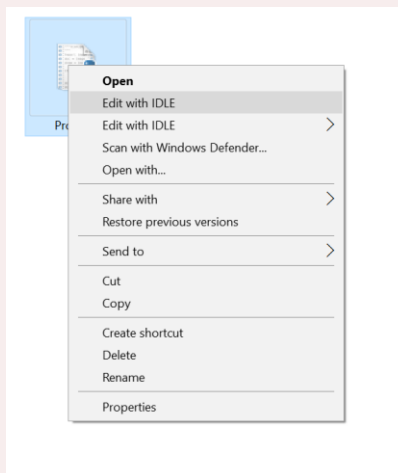 Open
Edit with IDLE
Edit with IDLE
Scan with Windows Defender...
Open with...
Share with
Restore previous versions
Send to
Cut
Copy
Create shortcut
Delete
Rename
Properties